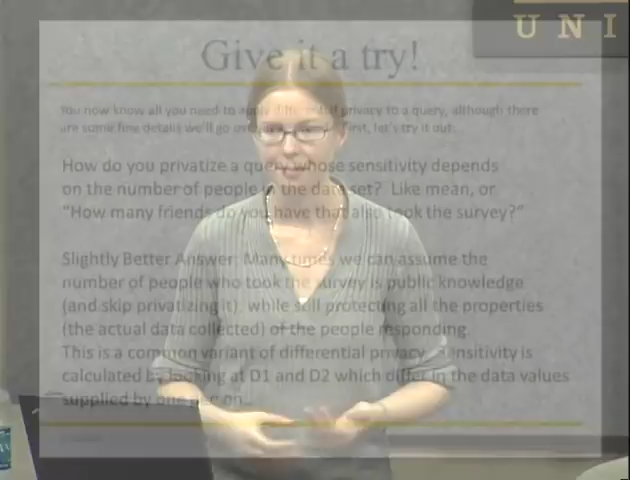 UNI
Give it a try!
You now know all you need to apply differential privacy to a query, although there
are some fine details we'll go over first, let's try it out.
How do you privatize a query whose sensitivity depends
on the number of people in the data set? Like mean, or
"How many friends do you have that also took the survey?"
Slightly Better Answer: Many times we can assume the
number of people who took the survey is public knowledge
(and skip privatizing it) while still protecting all the properties
(the actual data collected) of the people responding.
This is a common variant of differential privacy. Sensitivity is
calculated by looking at D1 and D2 which differ in the data values
supplied by one person.